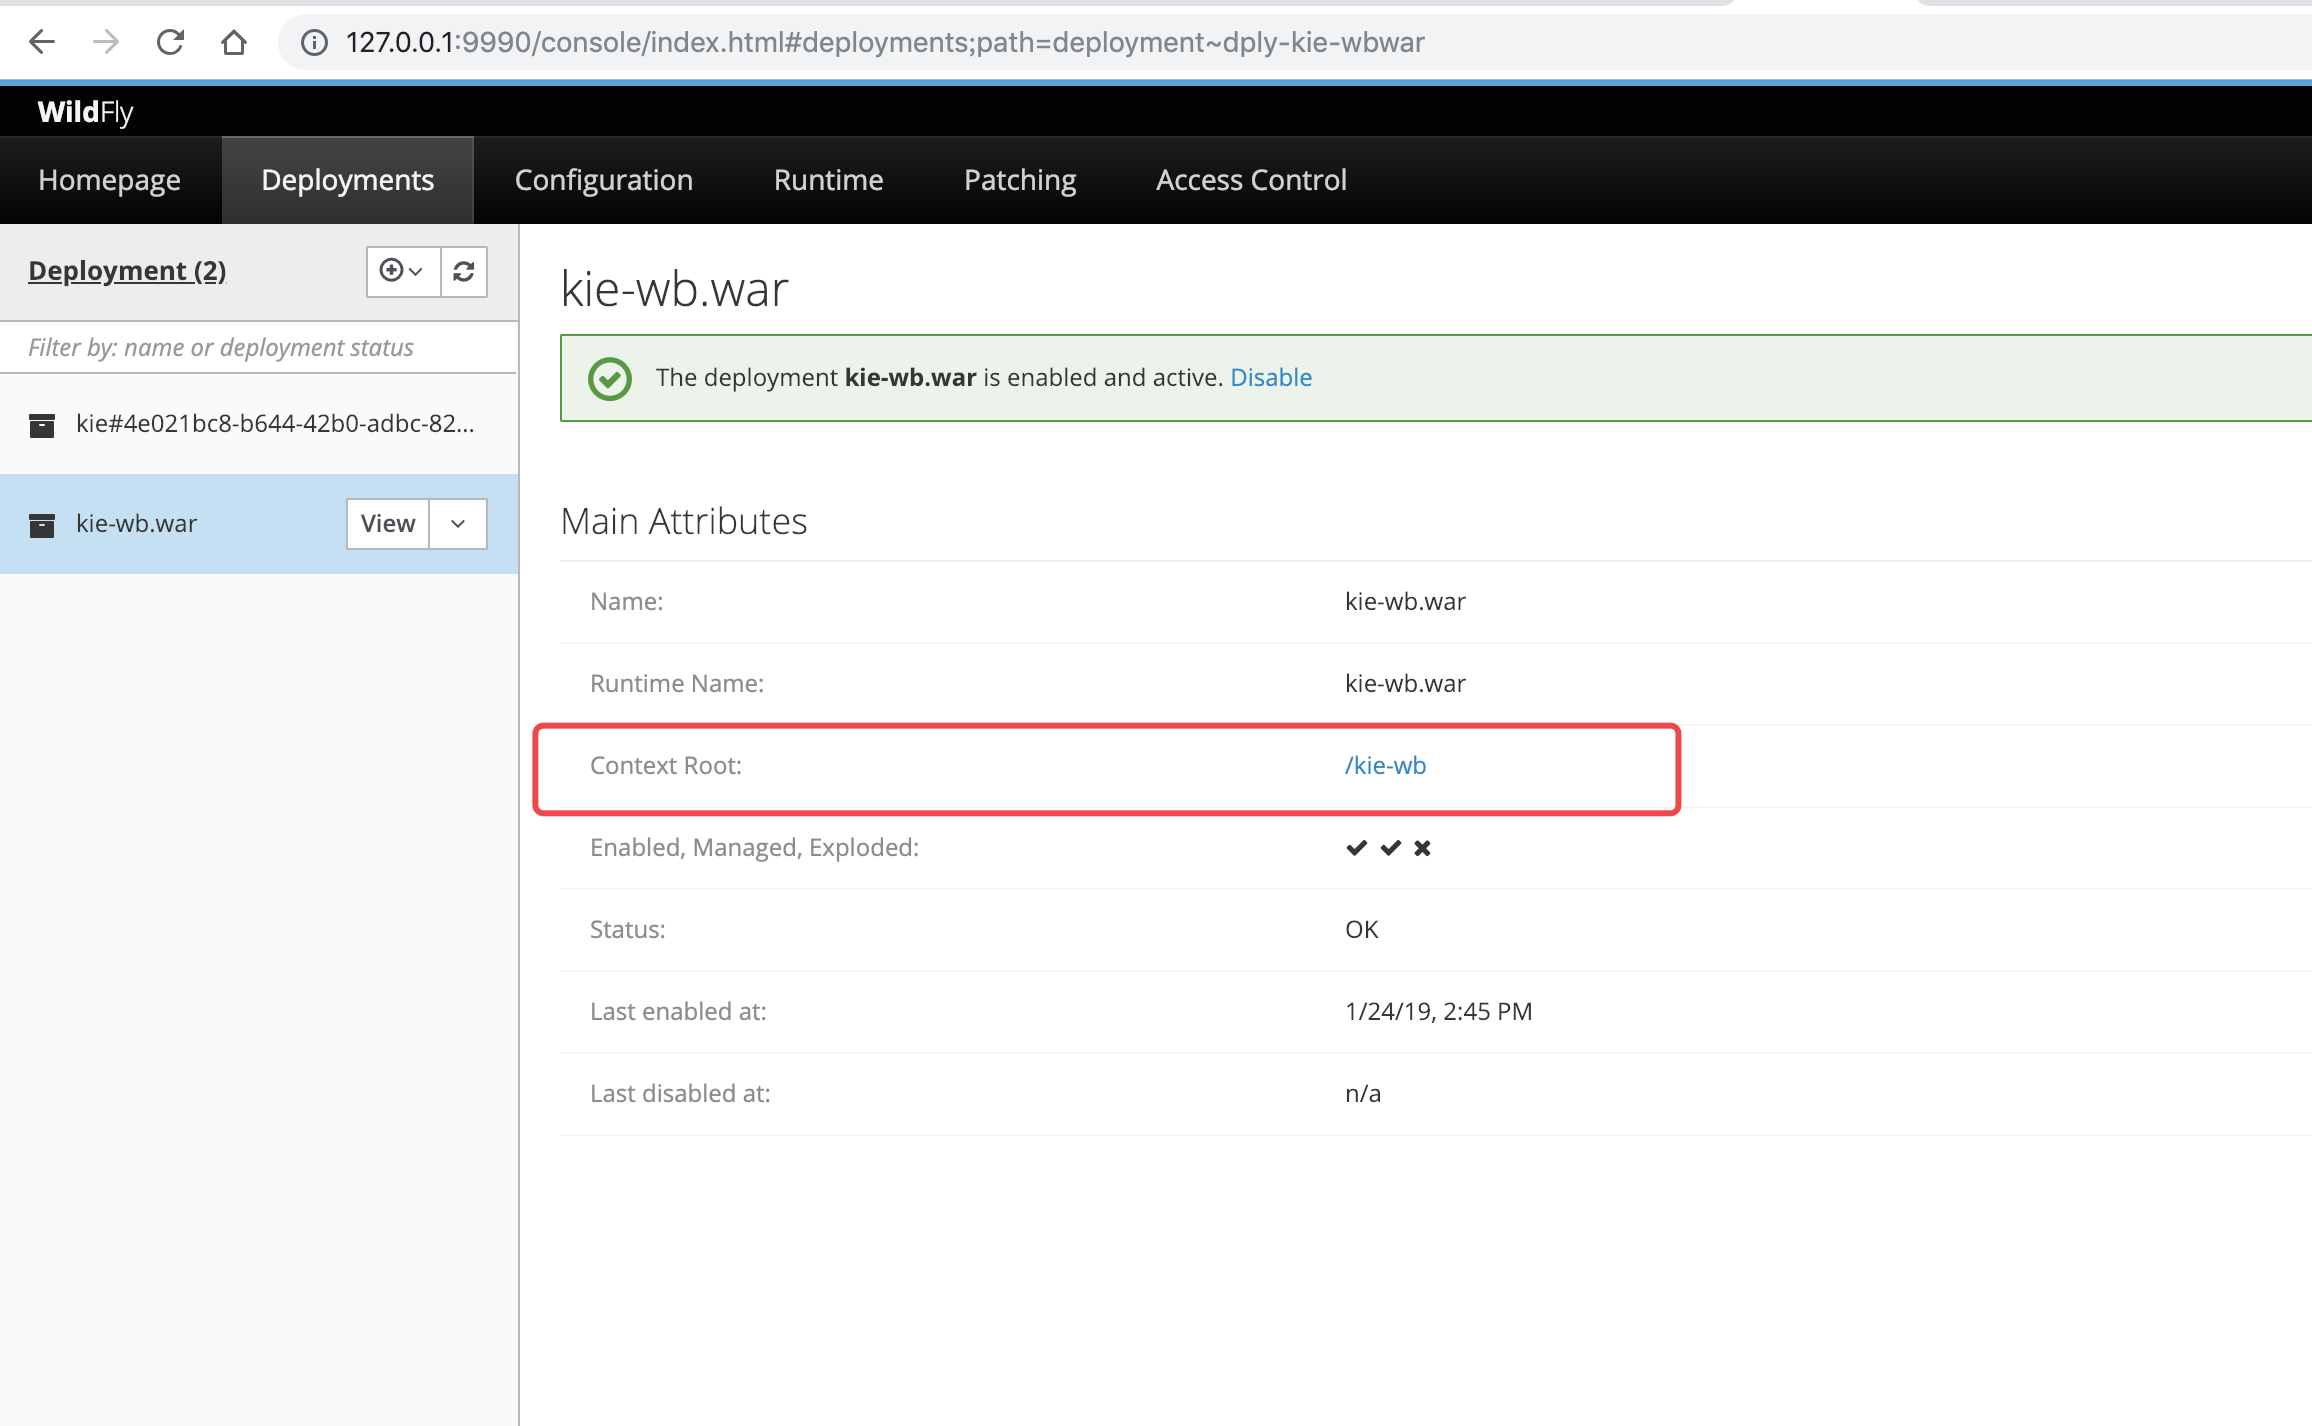 127.0.0.1:9990/console/index.html#deployments;path=deployment~dply-kie-wbwar
WildFly
Homepage Deployments Configuration Runtime Patching Access Control
Deployment (2)
Filter by: name or deployment status
kie#4e021bc8-b644-42b0-adbc-82...
kie-wb.war View
kie-wb.war
The deployment kie-wb.war is enabled and active. Disable
Main Attributes
Name: kie-wb.war
Runtime Name: kie-wb.war
Context Root: /kie-wb
Enabled, Managed, Exploded:
Status: OK
Last enabled at: 1/24/19, 2:45 PM
Last disabled at: n/a